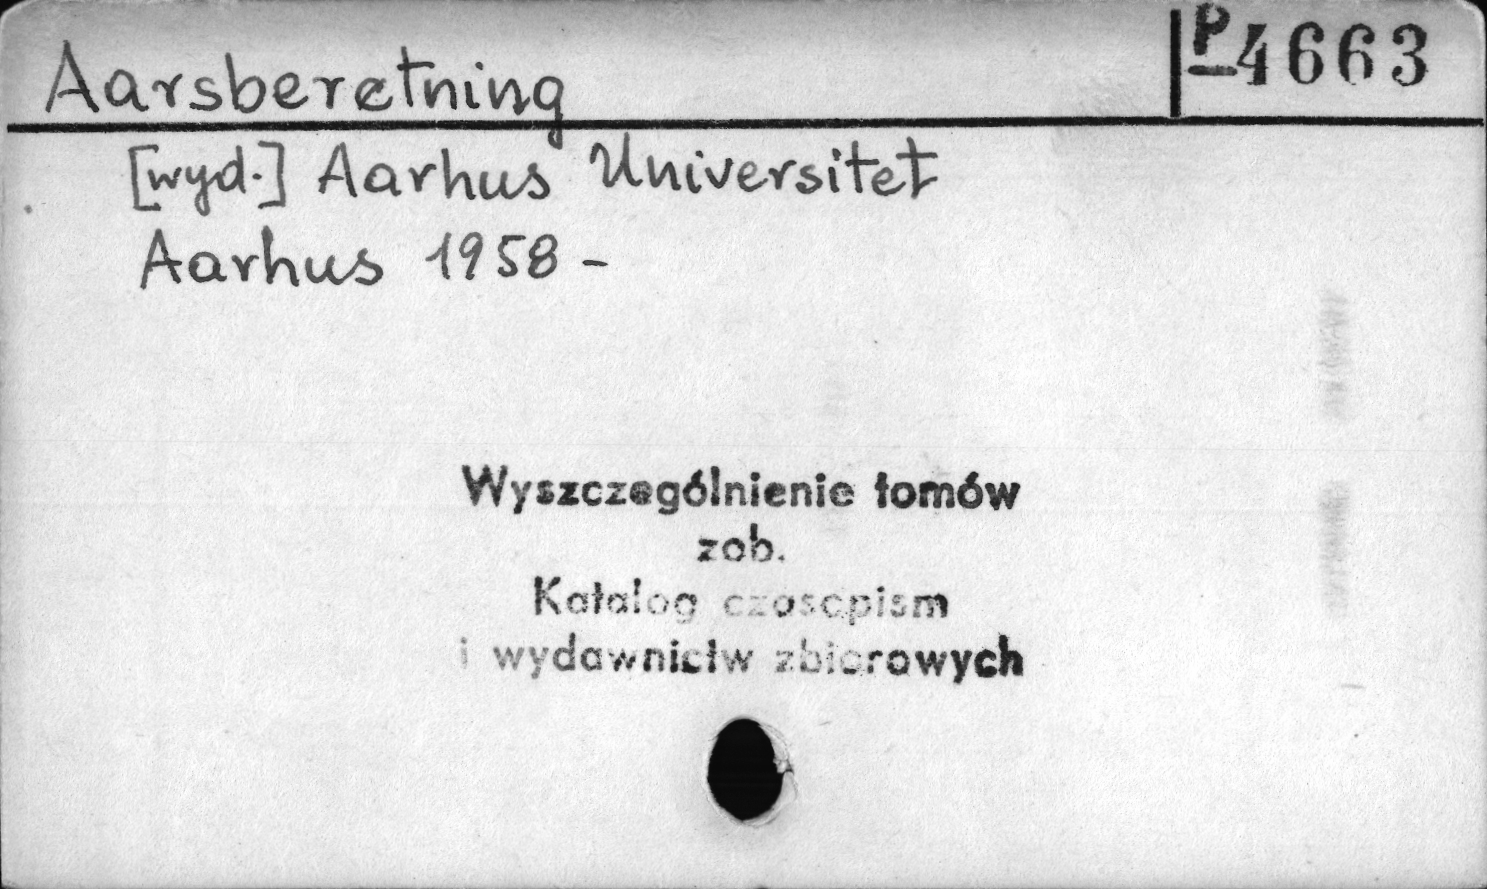 Aarsberetning
P 4663
[wyd.] Aarhus Universitet
Aarhus 1958 -
Wyszczególnienie tomów
zob.
Katalog czasopism
i wydawnictw zbiorowych